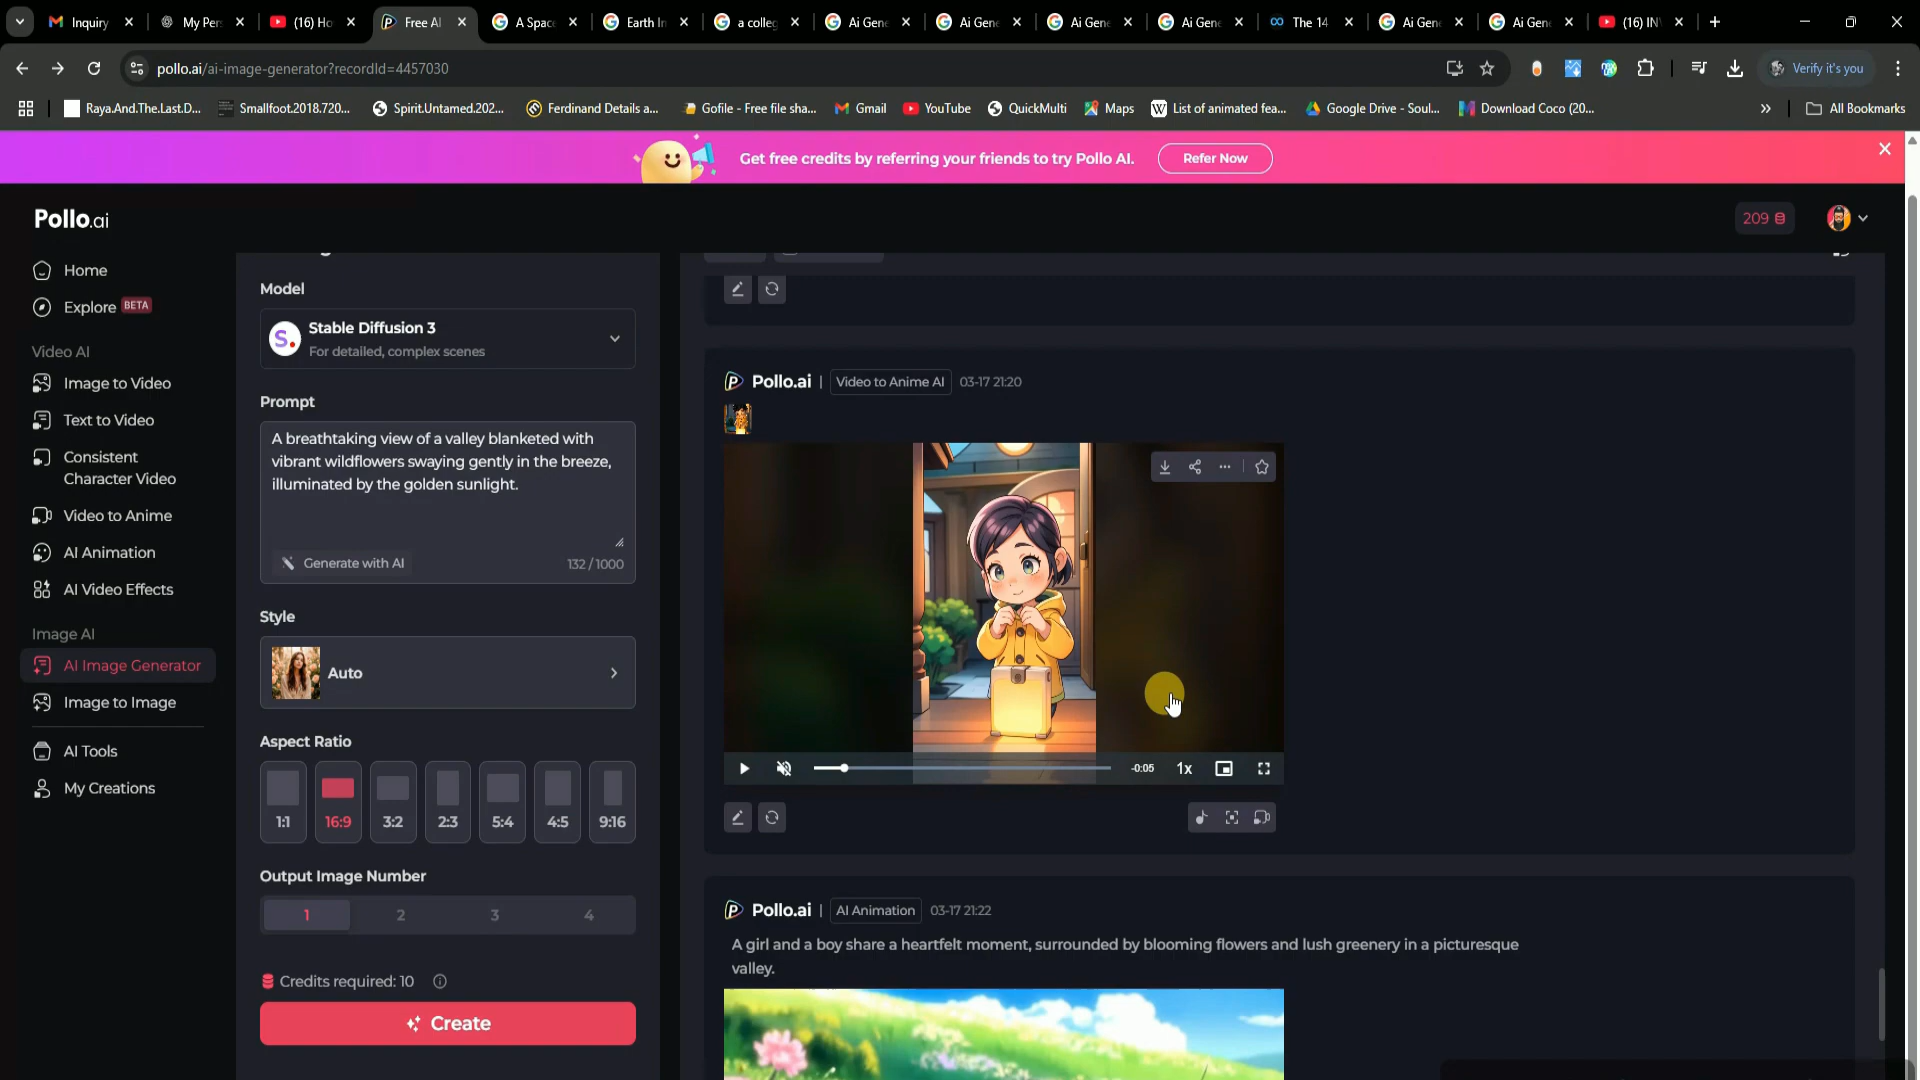 Inquiry
My Per
(16) Ho
Free AI
A Space
Earth In
a colleg
Ai Gene
Ai Gene
Ai Gene
Ai Gene
The 14
Ai Gene
Ai Gene
(16) IN
pollo.ai/ai-image-generator?recordId=4457030
Verify it's you
Raya.And.The.Last.D...
Smallfoot.2018.720...
Spirit.Untamed.202...
Ferdinand Details a...
Gofile - Free file sha...
Gmail
YouTube
QuickMulti
Maps
List of animated fea...
Google Drive - Soul...
Download Coco (20...
All Bookmarks
Get free credits by referring your friends to try Pollo AI.
Refer Now
Pollo.ai
209
Home
Explore BETA
Video AI
Image to Video
Text to Video
Consistent
Character Video
Video to Anime
AI Animation
AI Video Effects
Image AI
AI Image Generator
Image to Image
AI Tools
My Creations
Model
Stable Diffusion 3
For detailed, complex scenes
Prompt
A breathtaking view of a valley blanketed with
vibrant wildflowers swaying gently in the breeze,
illuminated by the golden sunlight.
Generate with AI
132 / 1000
Style
Auto
Aspect Ratio
1:1
16:9
3:2
2:3
5:4
4:5
9:16
Output Image Number
1
2
3
4
Credits required: 10
Create
Pollo.ai | Video to Anime AI 03-17 21:20
-0:05
1x
Pollo.ai | AI Animation 03-17 21:22
A girl and a boy share a heartfelt moment, surrounded by blooming flowers and lush greenery in a picturesque
valley.